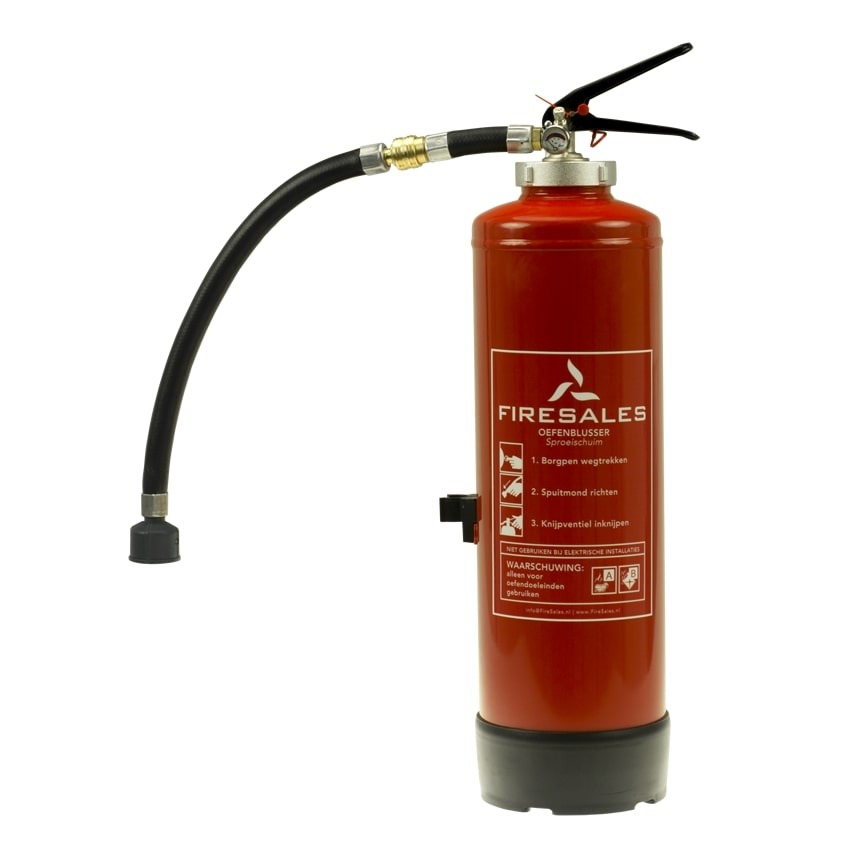 FIRESALES
OEFENBLUSSER
Sproeischuim
1. Borgpen wegtrekken
2. Spuitmond richten
3. Knijpventiel inknijpen
NIET GEBRUIKEN BIJ ELEKTRISCHE INSTALLATIES
WAARSCHUWING:
alleen voor
oefendoeleinden
gebruiken
A
B
info@FireSales.nl | www.FireSales.nl